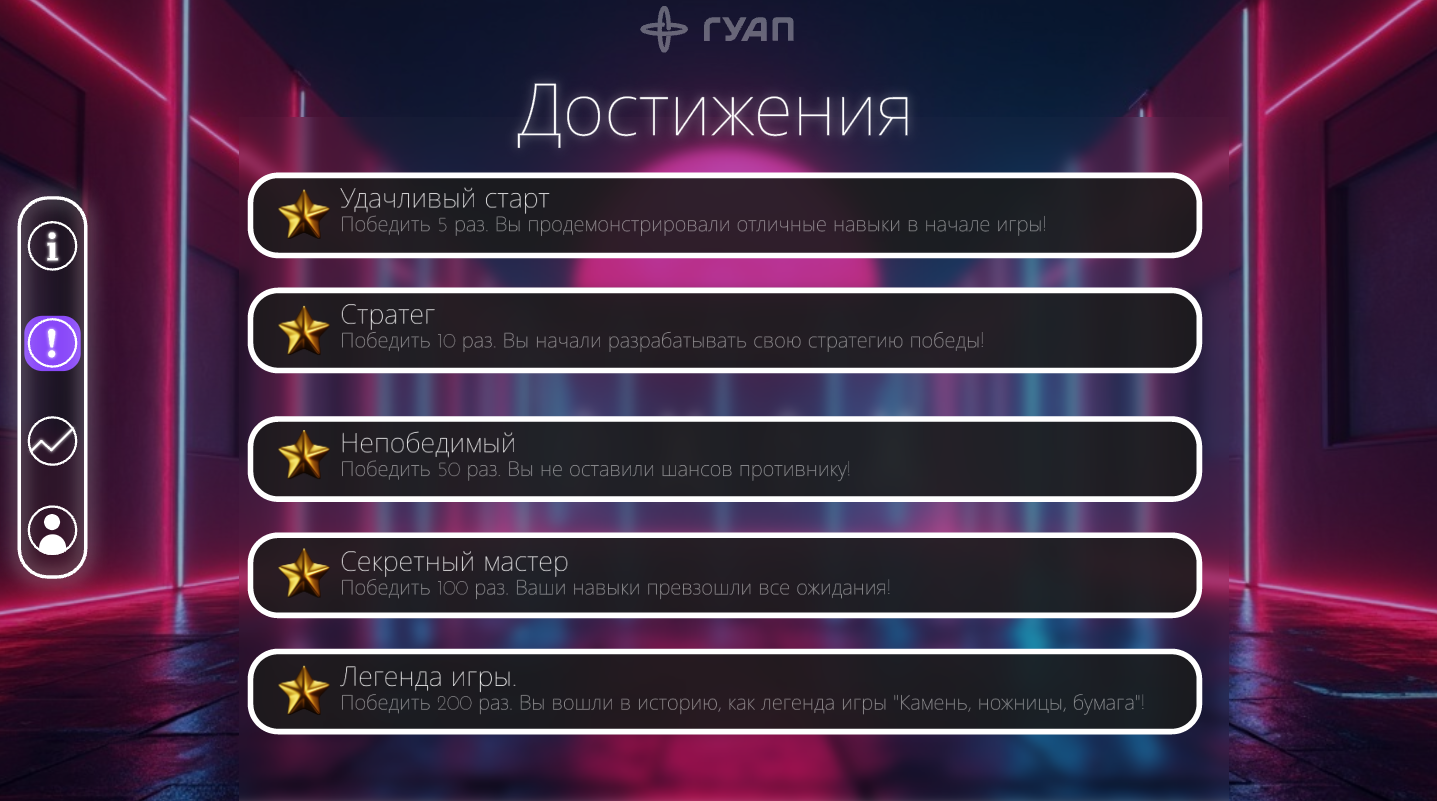 ГУАП
Достижения
Удачливый старт
Победить 5 раз. Вы продемонстрировали отличные навыки в начале игры!
Стратег
Победить 10 раз. Вы начали разрабатывать свою стратегию победы!
Непобедимый
Победить 50 раз. Вы не оставили шансов противнику!
Секретный мастер
Победить 100 раз. Ваши навыки превзошли все ожидания!
Легенда игры.
Победить 200 раз. Вы вошли в историю, как легенда игры "Камень, ножницы, бумага"!